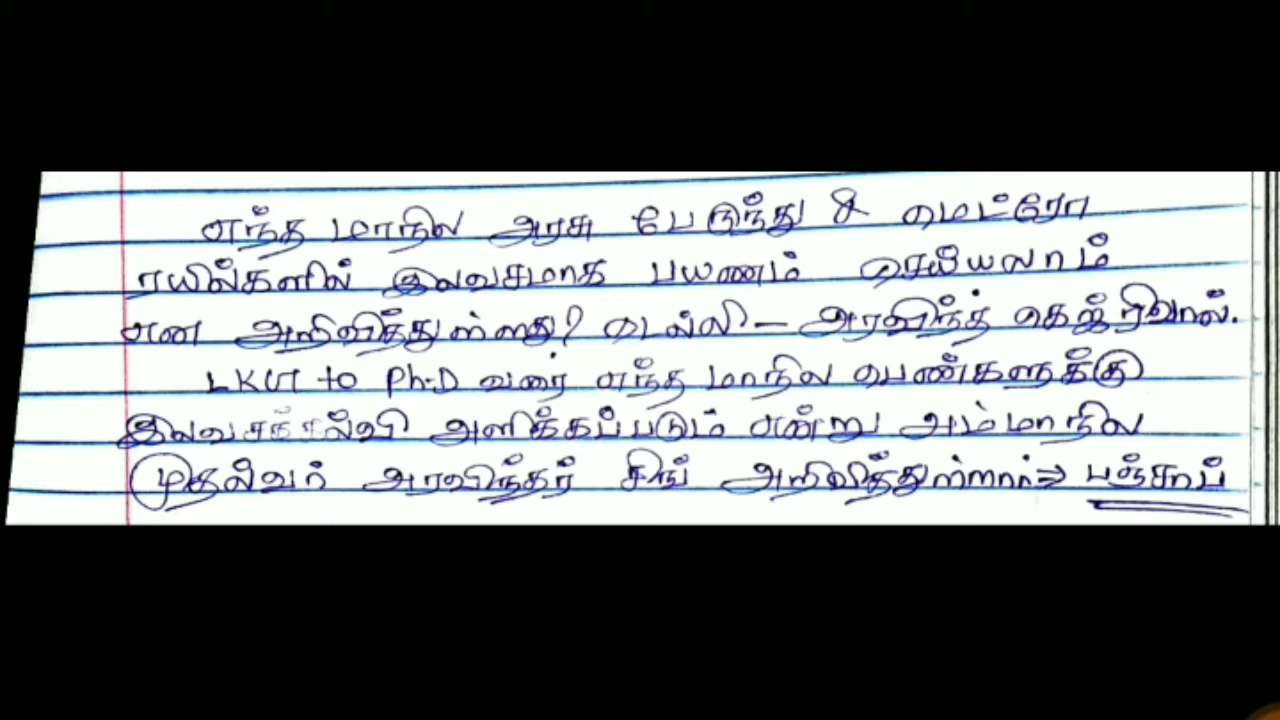 எந்த மாநில அரசு பேருந்து & மெட்ரோ
ரயில்களில் இலவசமாக பயணம் செய்யலாம்
என அறிவித்துள்ளது? டெல்லி – அரவிந்த் கெஜ்ரிவால்.
LKG to Ph.D வரை எந்த மாநில பெண்களுக்கு
இலவசக்கல்வி அளிக்கப்படும் என்று அம்மாநில
முதல்வர் அரவிந்தர் சிங் அறிவித்துள்ளார் ⇒ பஞ்சாப்